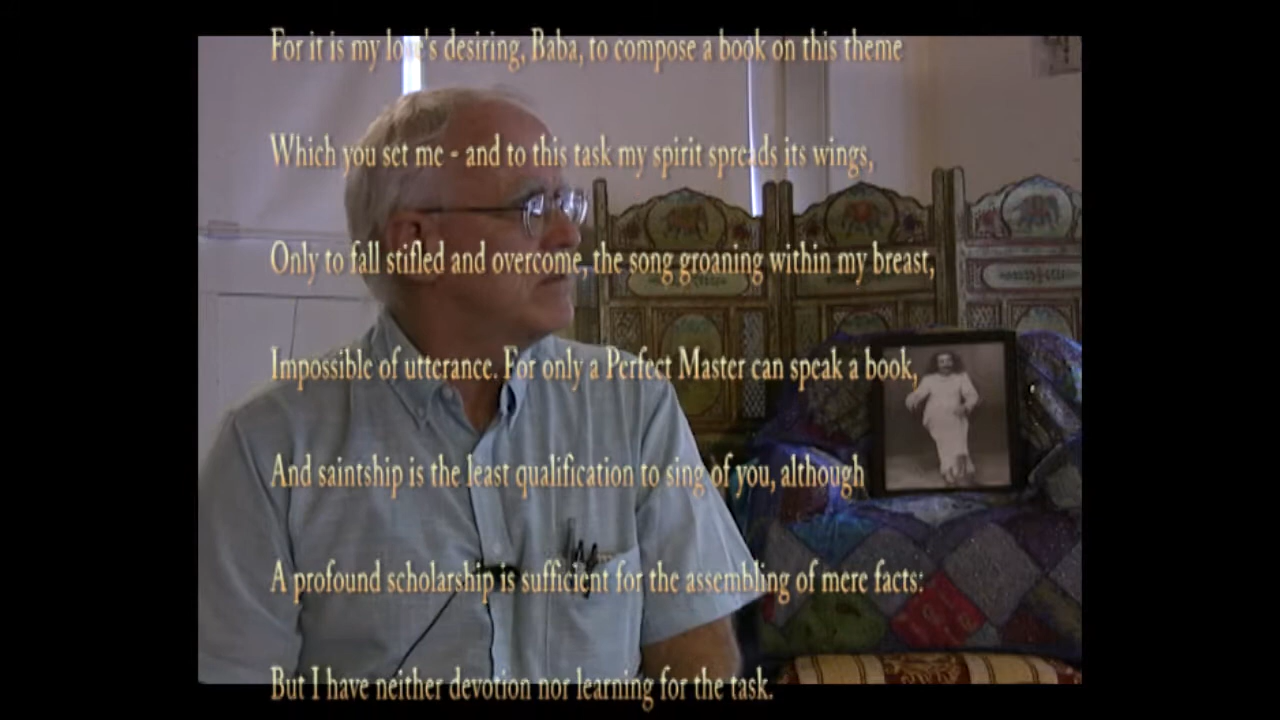 For it is my love's desiring, Baba, to compose a book on this theme
Which you set me - and to this task my spirit spreads its wings,
Only to fall stifled and overcome, the song groaning within my breast,
Impossible of utterance. For only a Perfect Master can speak a book,
And saintship is the least qualification to sing of you, although
A profound scholarship is sufficient for the assembling of mere facts:
But I have neither devotion nor learning for the task.